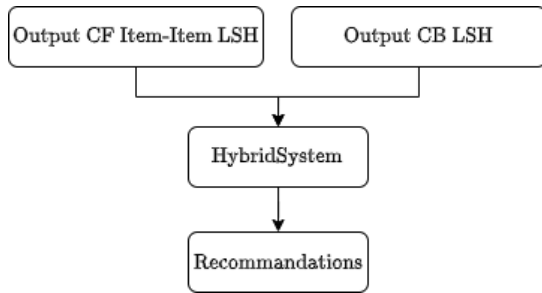 Output CF Item-Item LSH
Output CB LSH
HybridSystem
Recommandations